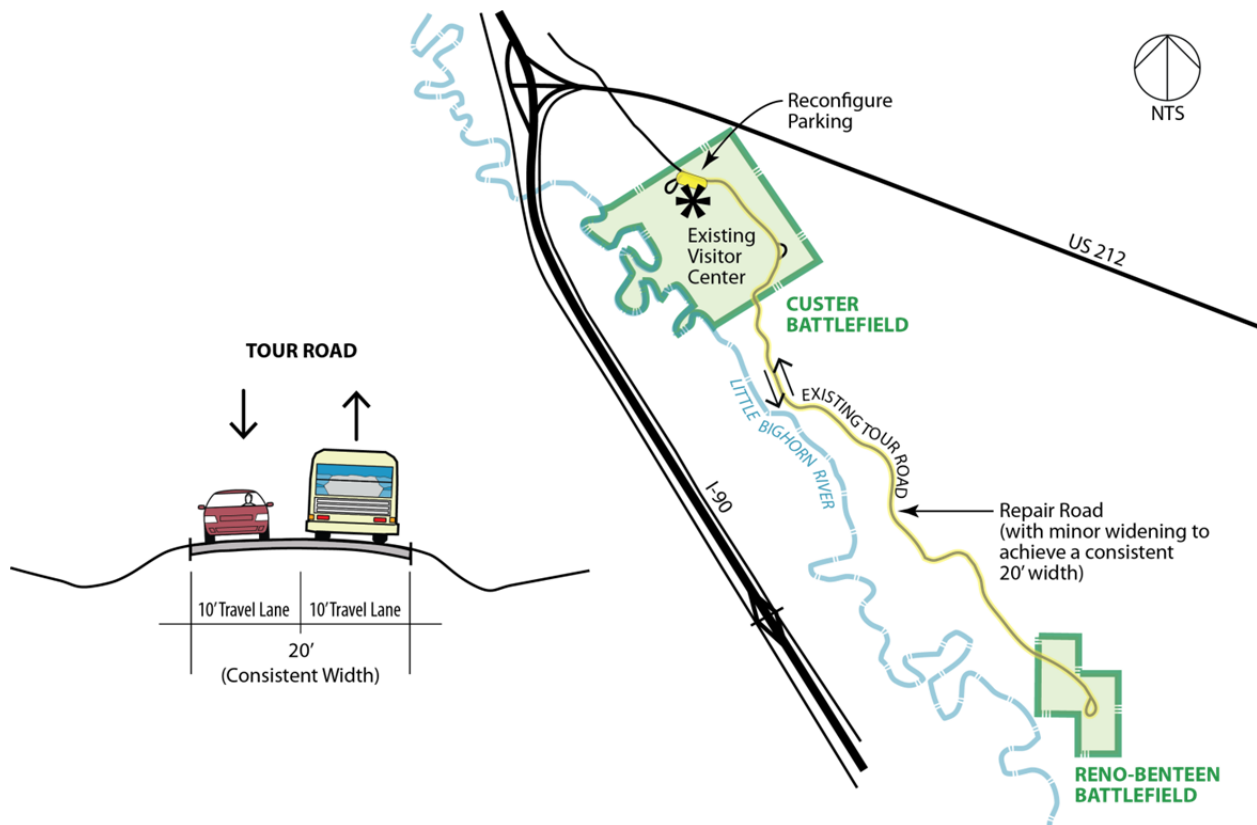 NTS
Reconfigure
Parking
US 212
Existing
Visitor
Center
CUSTER
BATTLEFIELD
TOUR ROAD
LITTLE BIGHORN RIVER
EXISTING TOUR ROAD
I-90
Repair Road
(with minor widening to
achieve a consistent
20' width)
10' Travel Lane
10' Travel Lane
20'
(Consistent Width)
RENO-BENTEEN
BATTLEFIELD